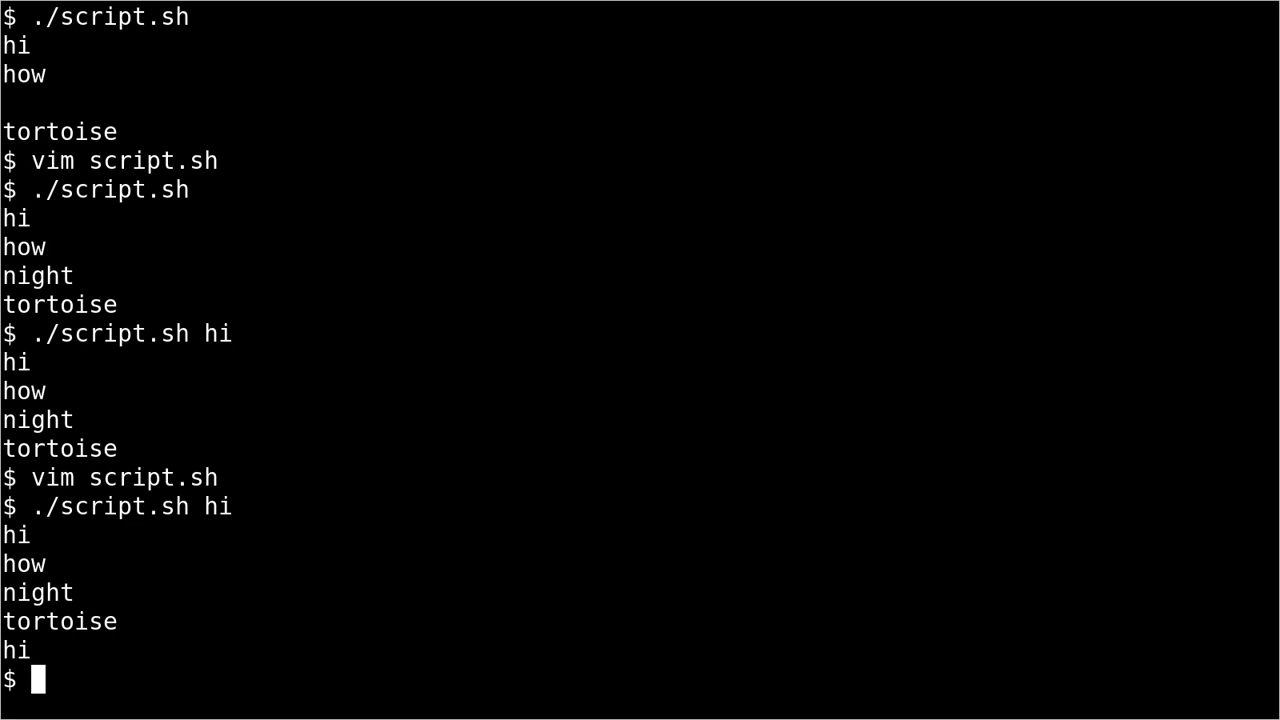 $ ./script.sh
hi
how

tortoise
$ vim script.sh
$ ./script.sh
hi
how
night
tortoise
$ ./script.sh hi
hi
how
night
tortoise
$ vim script.sh
$ ./script.sh hi
hi
how
night
tortoise
hi
$